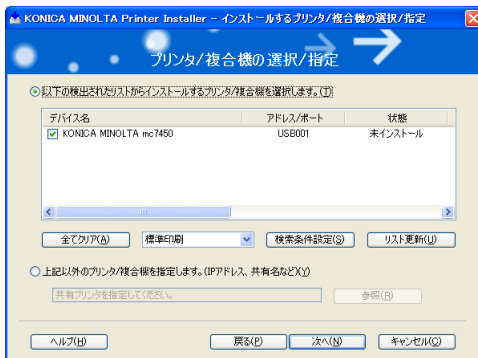 KONICA MINOLTA Printer Installer - インストールするプリンタ/複合機の選択/指定
プリンタ/複合機の選択/指定
以下の検出されたリストからインストールするプリンタ/複合機を選択します。(T)
デバイス名 アドレス/ポート 状態
KONICA MINOLTA mc7450 USB001 未インストール
全てクリア(A) 標準印刷 検索条件設定(S) リスト更新(U)
上記以外のプリンタ/複合機を指定します。(IPアドレス、共有名など)(Y)
共有プリンタを指定してください。 参照(R)
ヘルプ(H) 戻る(P) 次へ(N) キャンセル(C)